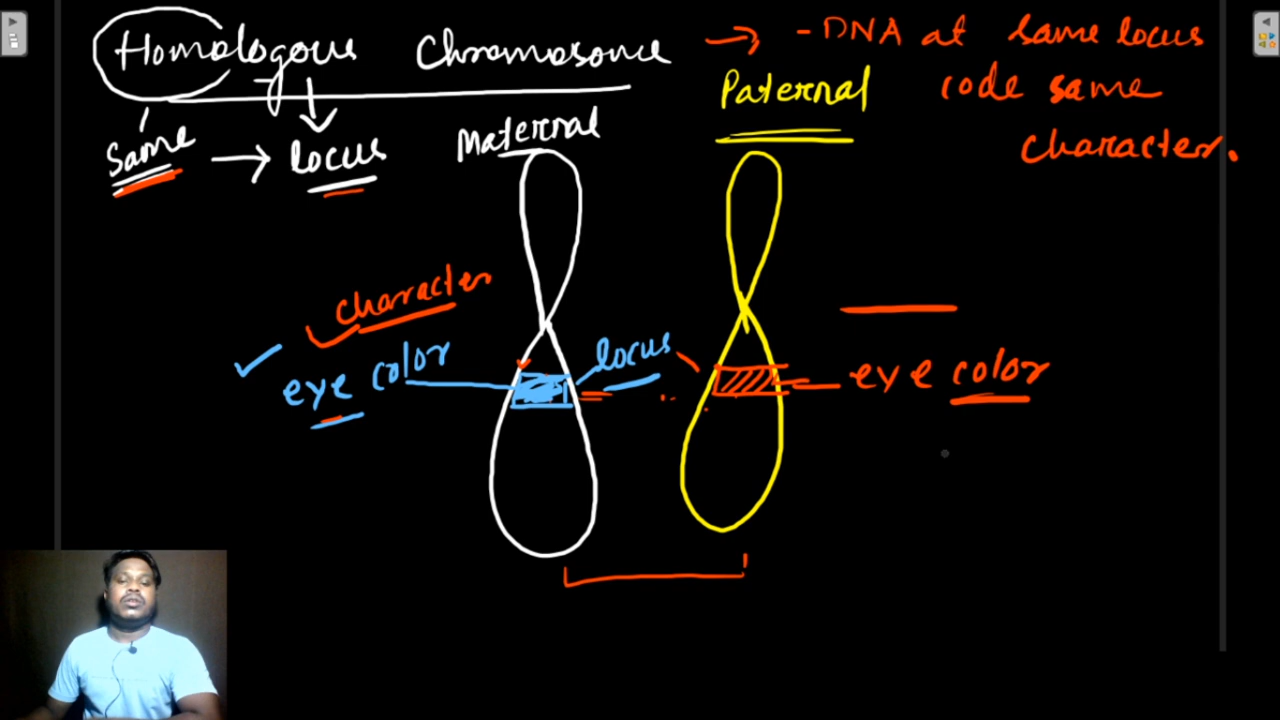 Homologous Chromosome → - DNA at same locus
Paternal code same
character.
Same → locus Maternal
character
eye color locus eye color